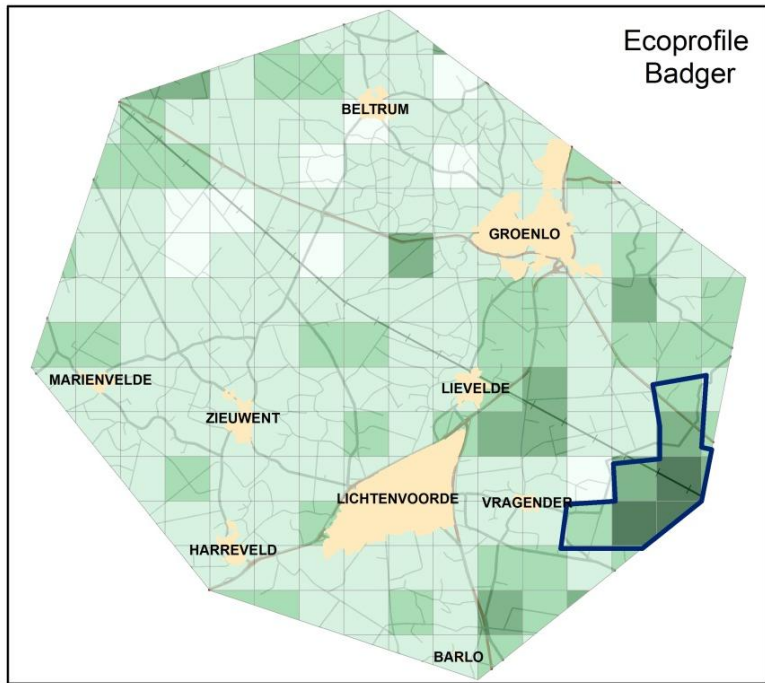 Ecoprofile
Badger
BELTRUM
GROENLO
MARIENVELDE
LIEVELDE
ZIEUWENT
LICHTENVOORDE
VRAGENDER
HARREVELD
BARLO